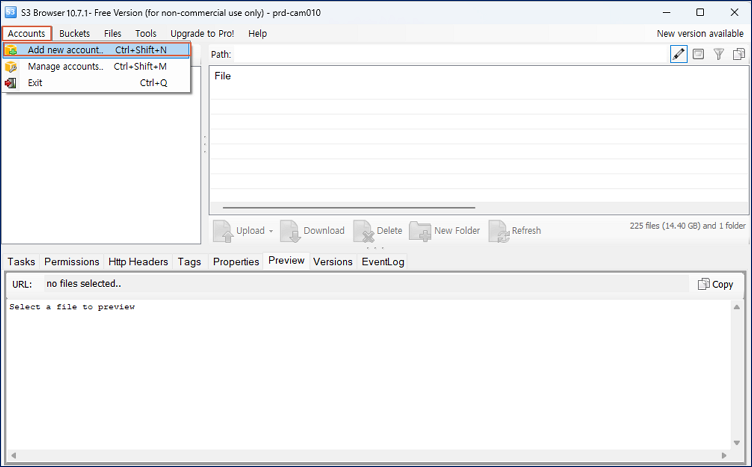 S3 S3 Browser 10.7.1- Free Version (for non-commercial use only) - prd-cam010
Accounts Buckets Files Tools Upgrade to Pro! Help New version available
Add new account.. Ctrl+Shift+N
Manage accounts.. Ctrl+Shift+M
Exit Ctrl+Q
Path:
File
Upload Download Delete New Folder Refresh 225 files (14.40 GB) and 1 folder
Tasks Permissions Http Headers Tags Properties Preview Versions EventLog
URL: no files selected.. Copy
Select a file to preview